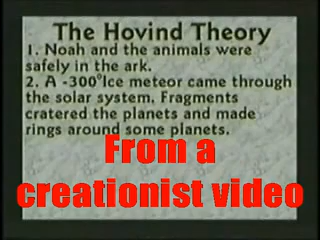 The Hovind Theory
1. Noah and the animals were
safely in the ark.
2. A -300°Ice meteor came through
the solar system. Fragments
cratered the planets and made
rings around some planets.
From a
creationist video